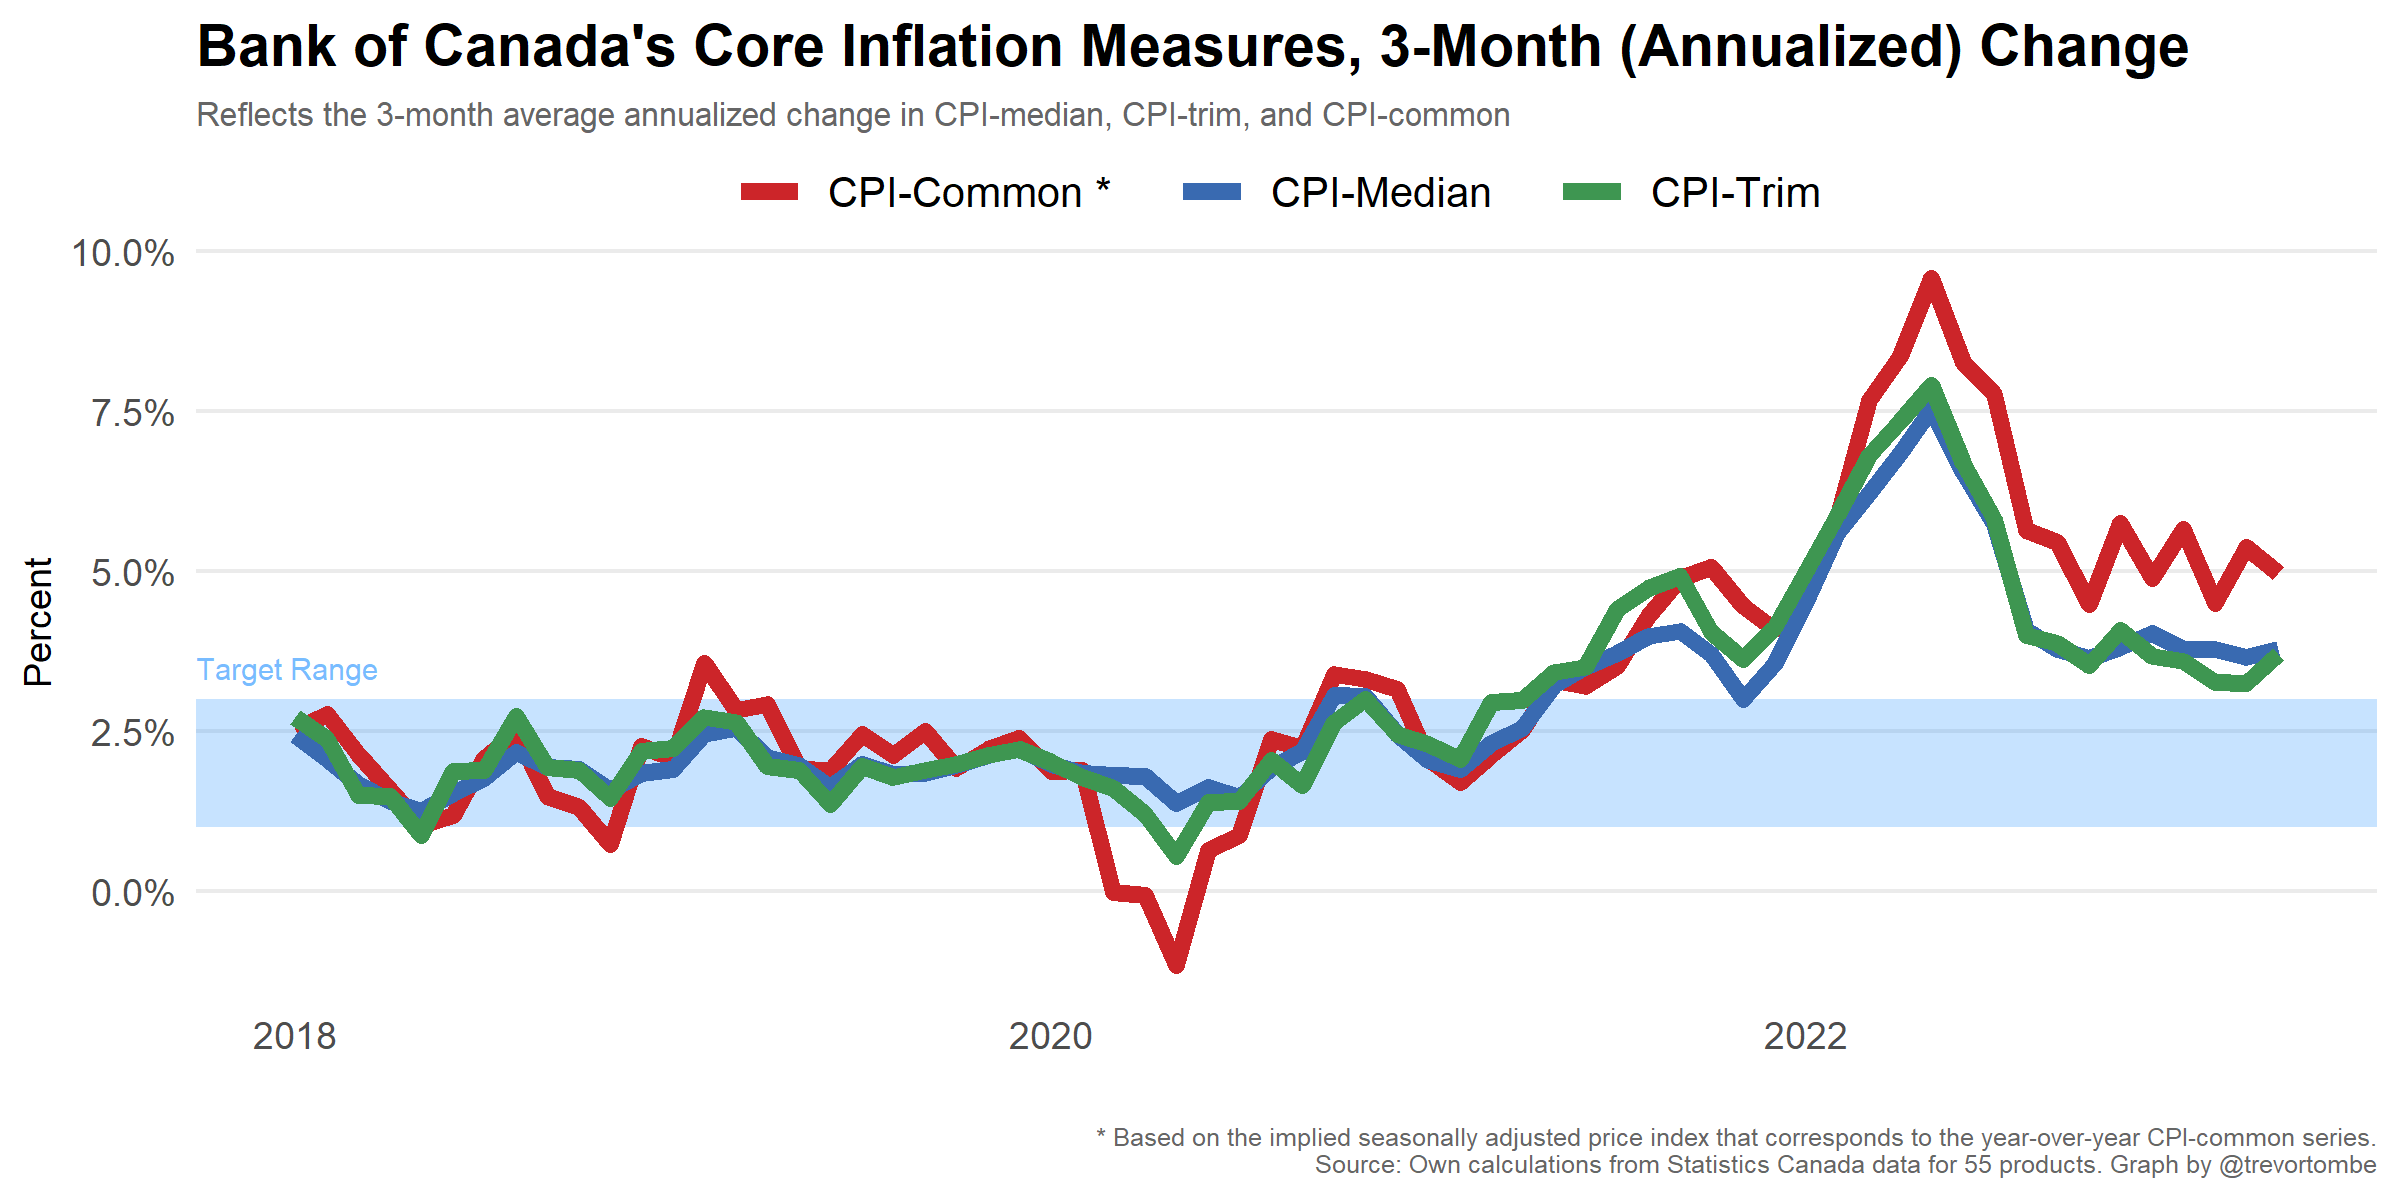 Bank of Canada's Core Inflation Measures, 3-Month (Annualized) Change
Reflects the 3-month average annualized change in CPI-median, CPI-trim, and CPI-common
CPI-Common *
CPI-Median
CPI-Trim
10.0%
7.5%
5.0%
2.5%
0.0%
Percent
Target Range
2018
2020
2022
* Based on the implied seasonally adjusted price index that corresponds to the year-over-year CPI-common series.
Source: Own calculations from Statistics Canada data for 55 products. Graph by @trevortombe